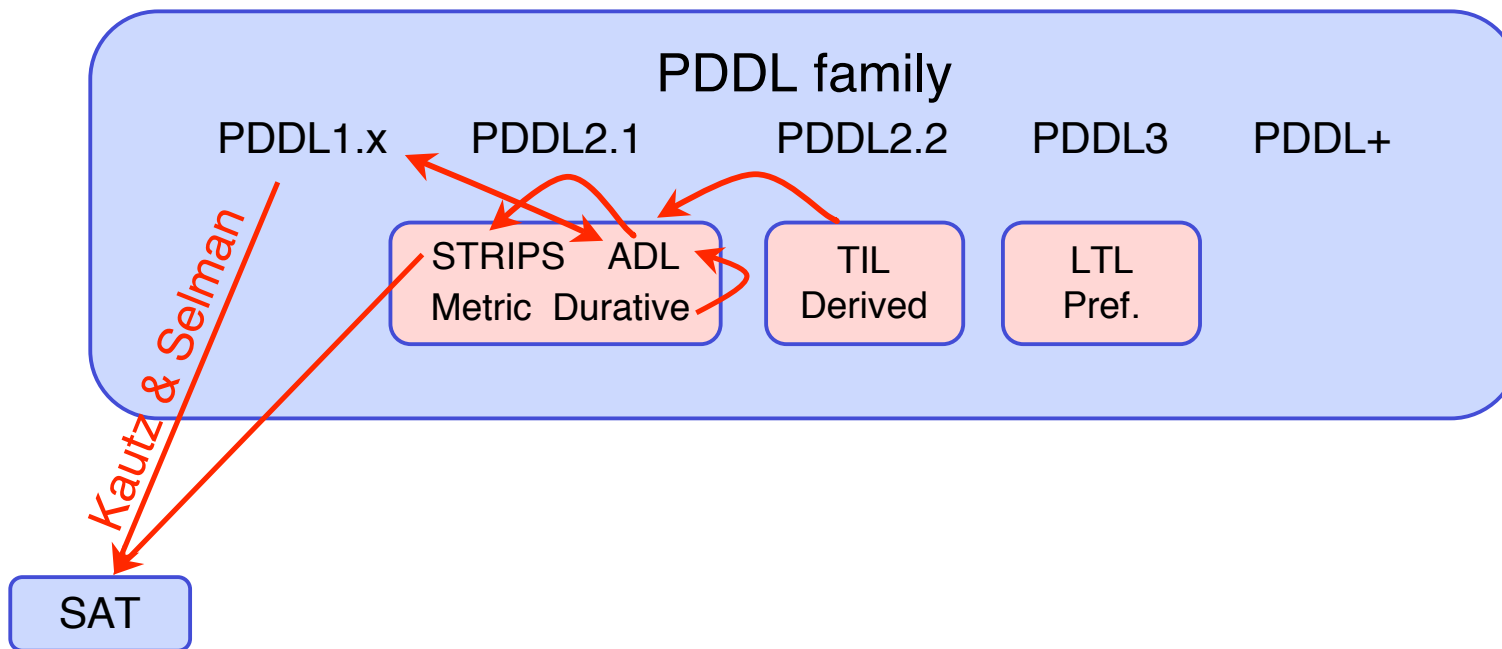 PDDL family
PDDL1.x PDDL2.1 PDDL2.2 PDDL3 PDDL+
STRIPS ADL TIL LTL
Metric Durative Derived Pref.
Kautz & Selman
SAT